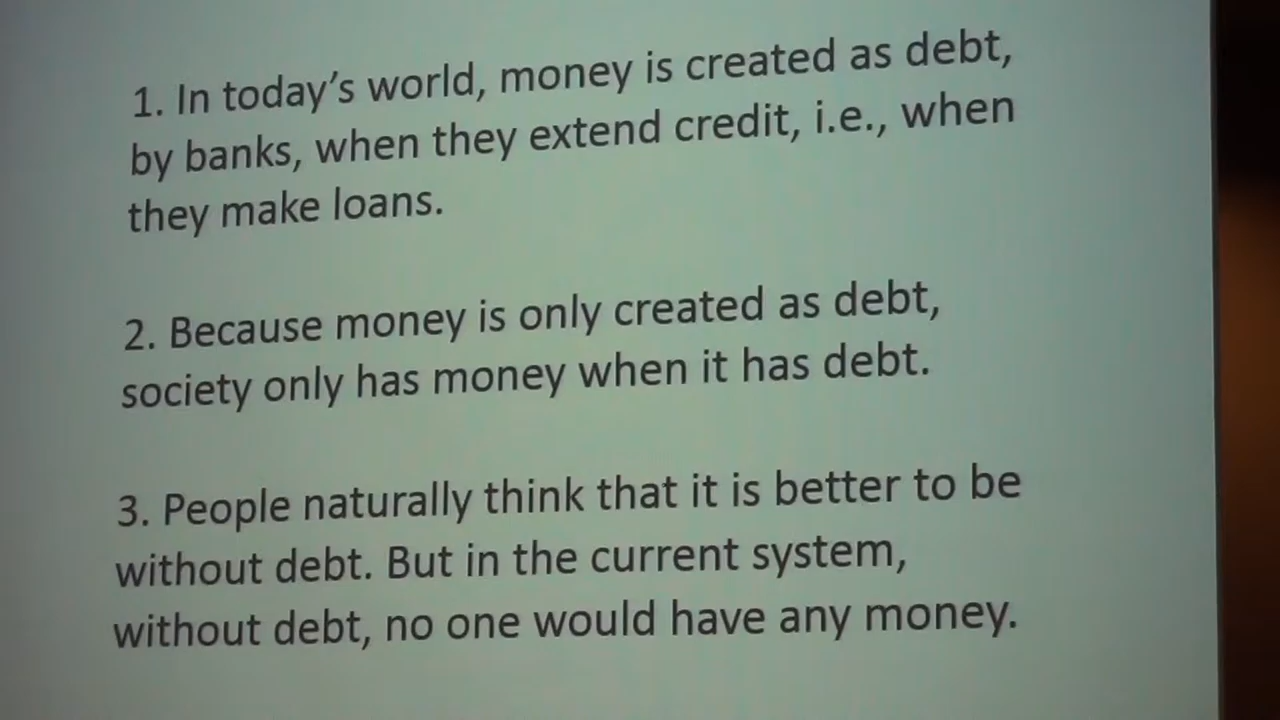 1. In today's world, money is created as debt,
by banks, when they extend credit, i.e., when
they make loans.
2. Because money is only created as debt,
society only has money when it has debt.
3. People naturally think that it is better to be
without debt. But in the current system,
without debt, no one would have any money.